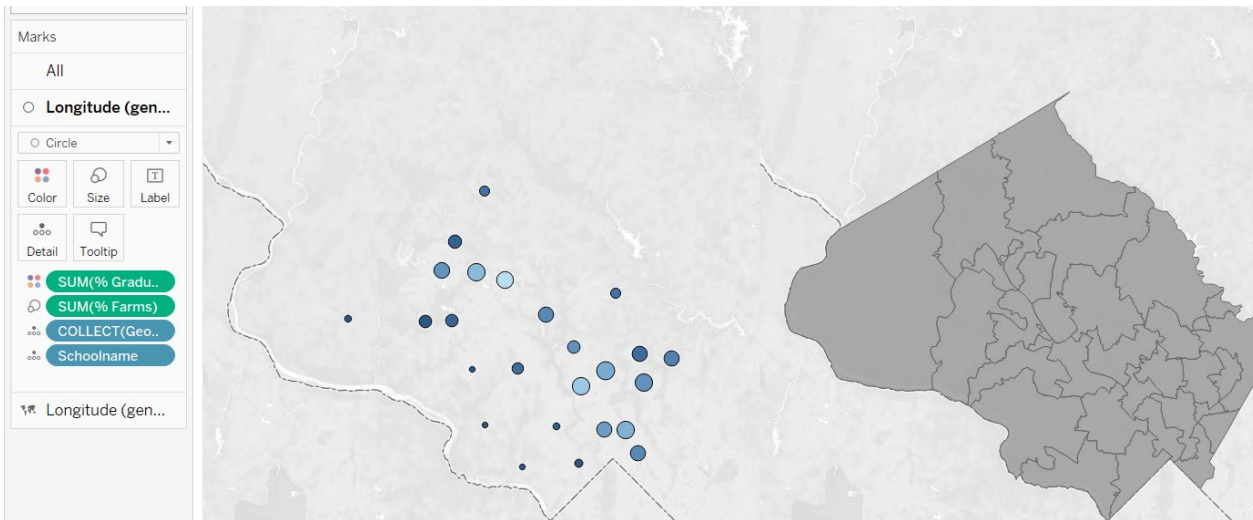 Marks
All
Longitude (gen...
Circle
Color
Size
T
Label
Detail
Tooltip
SUM(% Gradu..
SUM(% Farms)
COLLECT(Geo..
Schoolname
Longitude (gen...